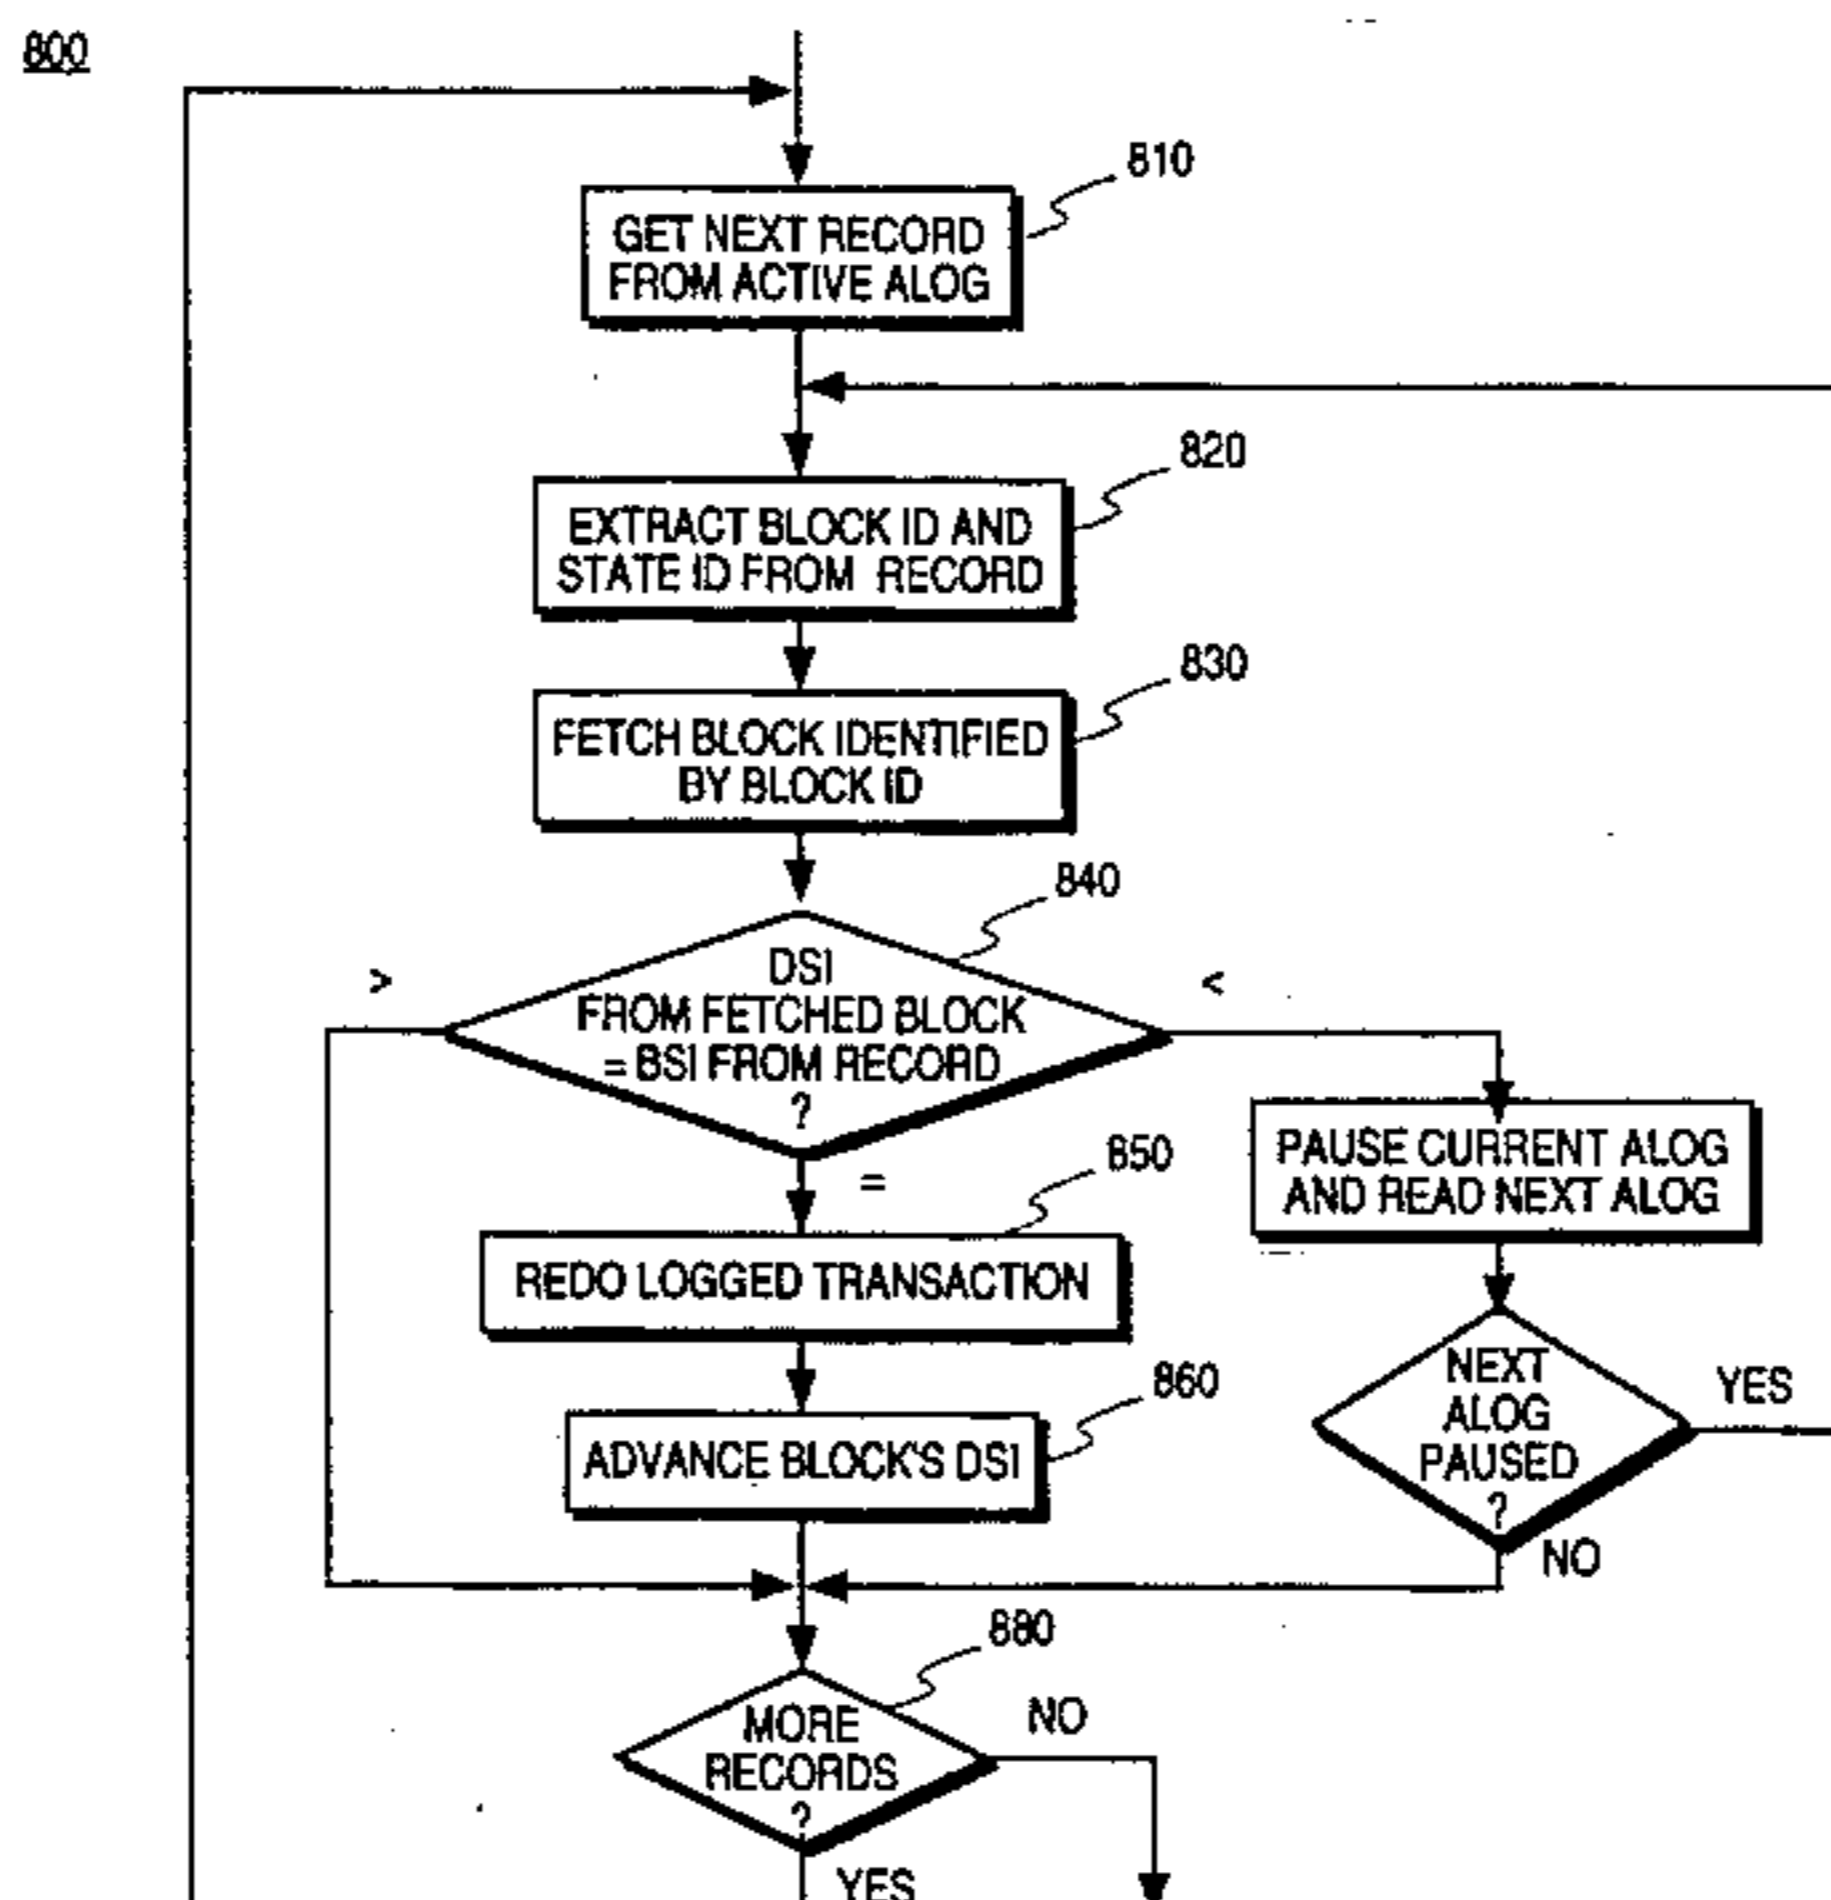 800
810
GET NEXT RECORD
FROM ACTIVE ALOG
820
EXTRACT BLOCK ID AND
STATE ID FROM RECORD
830
FETCH BLOCK IDENTIFIED
BY BLOCK ID
840
>
<
DSI
FROM FETCHED BLOCK
= BSI FROM RECORD
?
=
850
REDO LOGGED TRANSACTION
PAUSE CURRENT ALOG
AND READ NEXT ALOG
860
ADVANCE BLOCK'S DSI
NEXT
ALOG
PAUSED
?
YES
NO
880
MORE
RECORDS
?
NO
YES